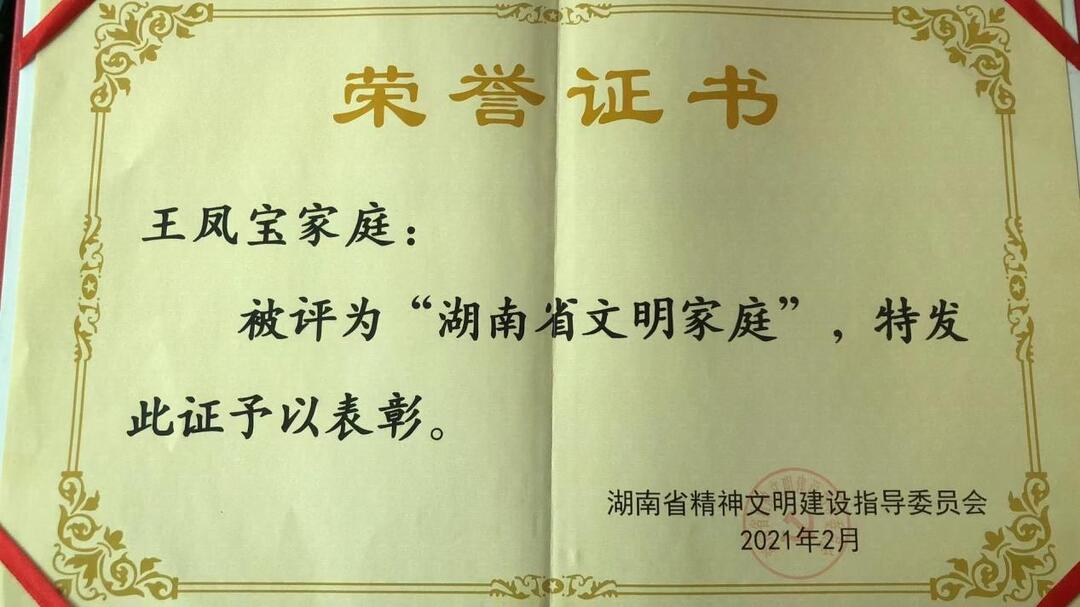 荣誉证书
王凤宝家庭：
被评为“湖南省文明家庭”，特发
此证予以表彰。
湖南省精神文明建设指导委员会
2021年2月